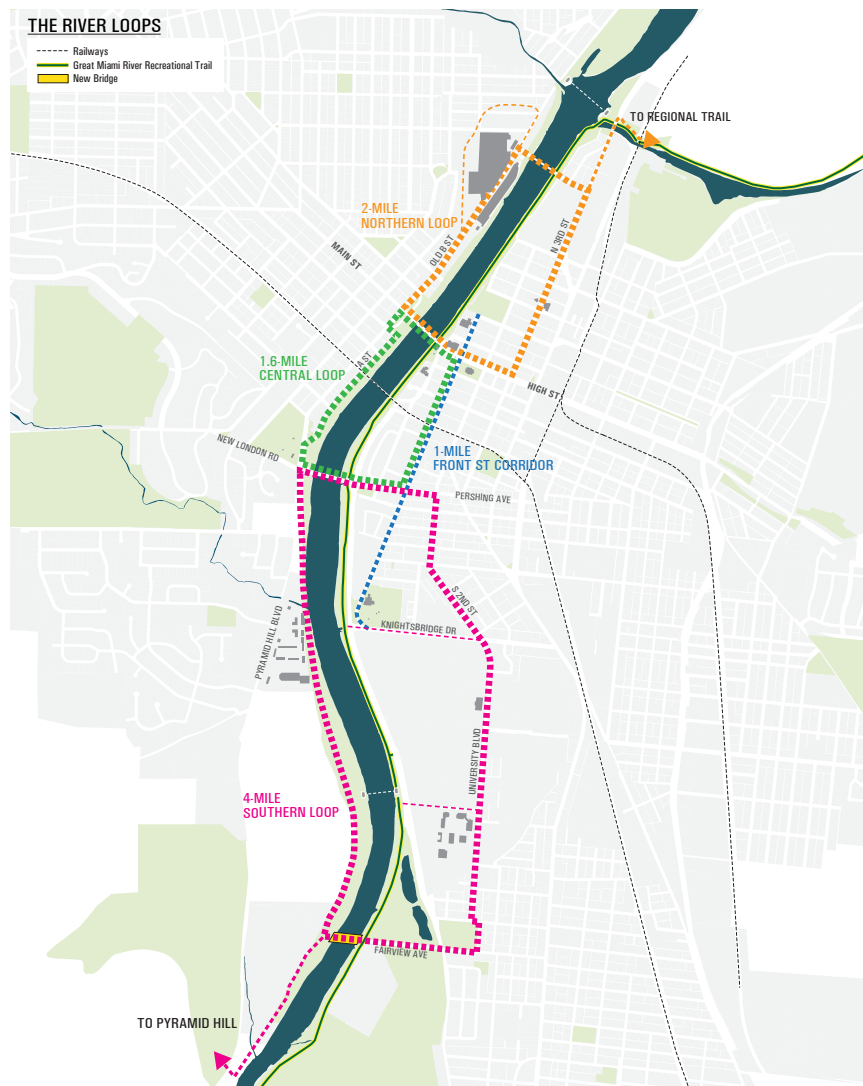 THE RIVER LOOPS
Railways
Great Miami River Recreational Trail
New Bridge
TO REGIONAL TRAIL
2-MILE
NORTHERN LOOP
OLD B ST
N 3RD ST
MAIN ST
1.6-MILE
CENTRAL LOOP
A ST
HIGH ST
NEW LONDON RD
1-MILE
FRONT ST CORRIDOR
PERSHING AVE
S 2ND ST
KNIGHTSBRIDGE DR
PYRAMID HILL BLVD
UNIVERSITY BLVD
4-MILE
SOUTHERN LOOP
FAIRVIEW AVE
TO PYRAMID HILL